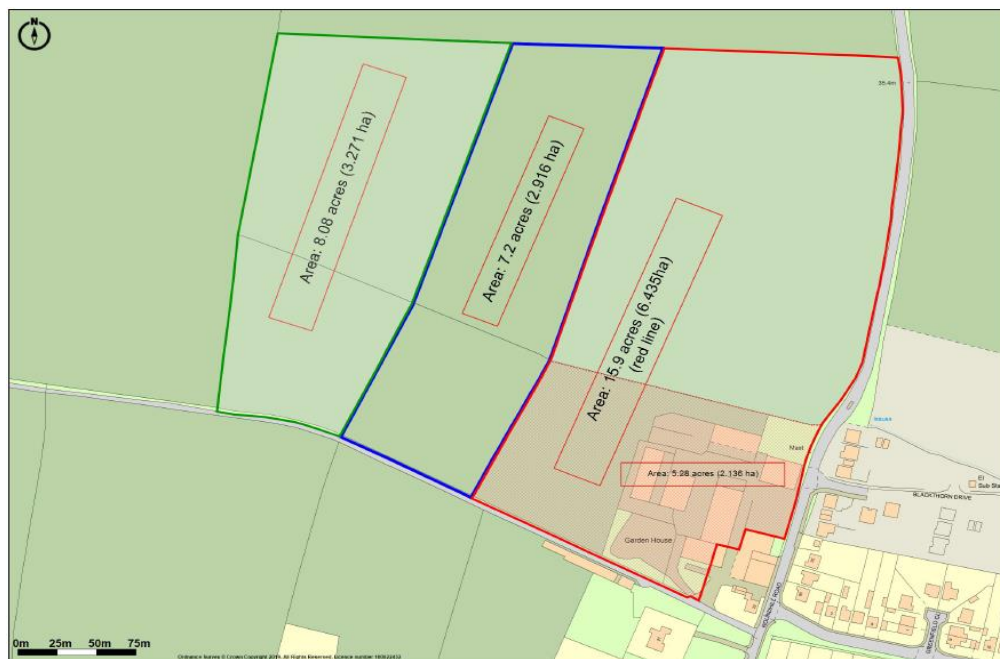 N
Area: 8.08 acres (3.271 ha)
Area: 7.2 acres (2.916 ha)
Area: 15.9 acres (6.435ha)
(red line)
Area: 5.28 acres (2.136 ha)
Mast
El
Sub Sta
BLACKTHORN DRIVE
Garden House
ROAD
0m 25m 50m 75m